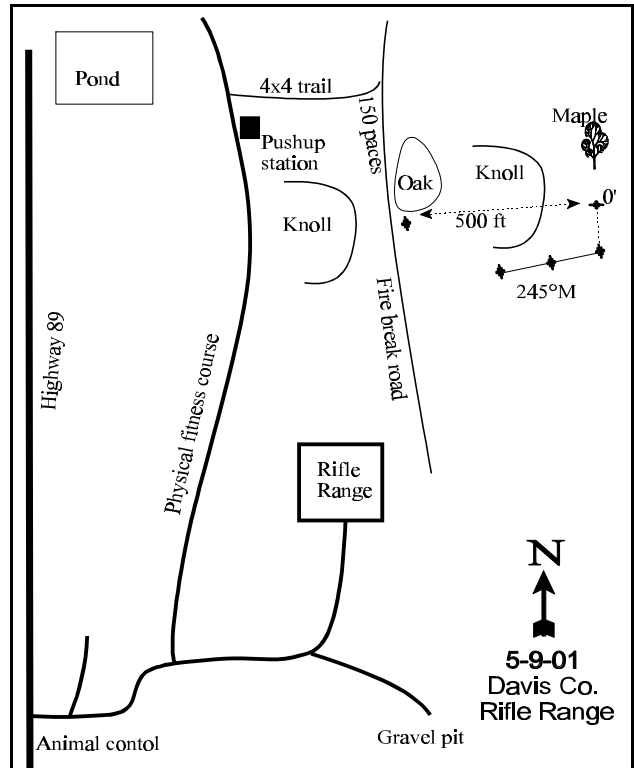 Pond
4x4 trail
150 paces
Maple
Pushup
station
Oak
Knoll
0'
Knoll
500 ft
245°M
Highway 89
Physical fitness course
Fire break road
Rifle
Range
N
5-9-01
Davis Co.
Rifle Range
Animal contol
Gravel pit